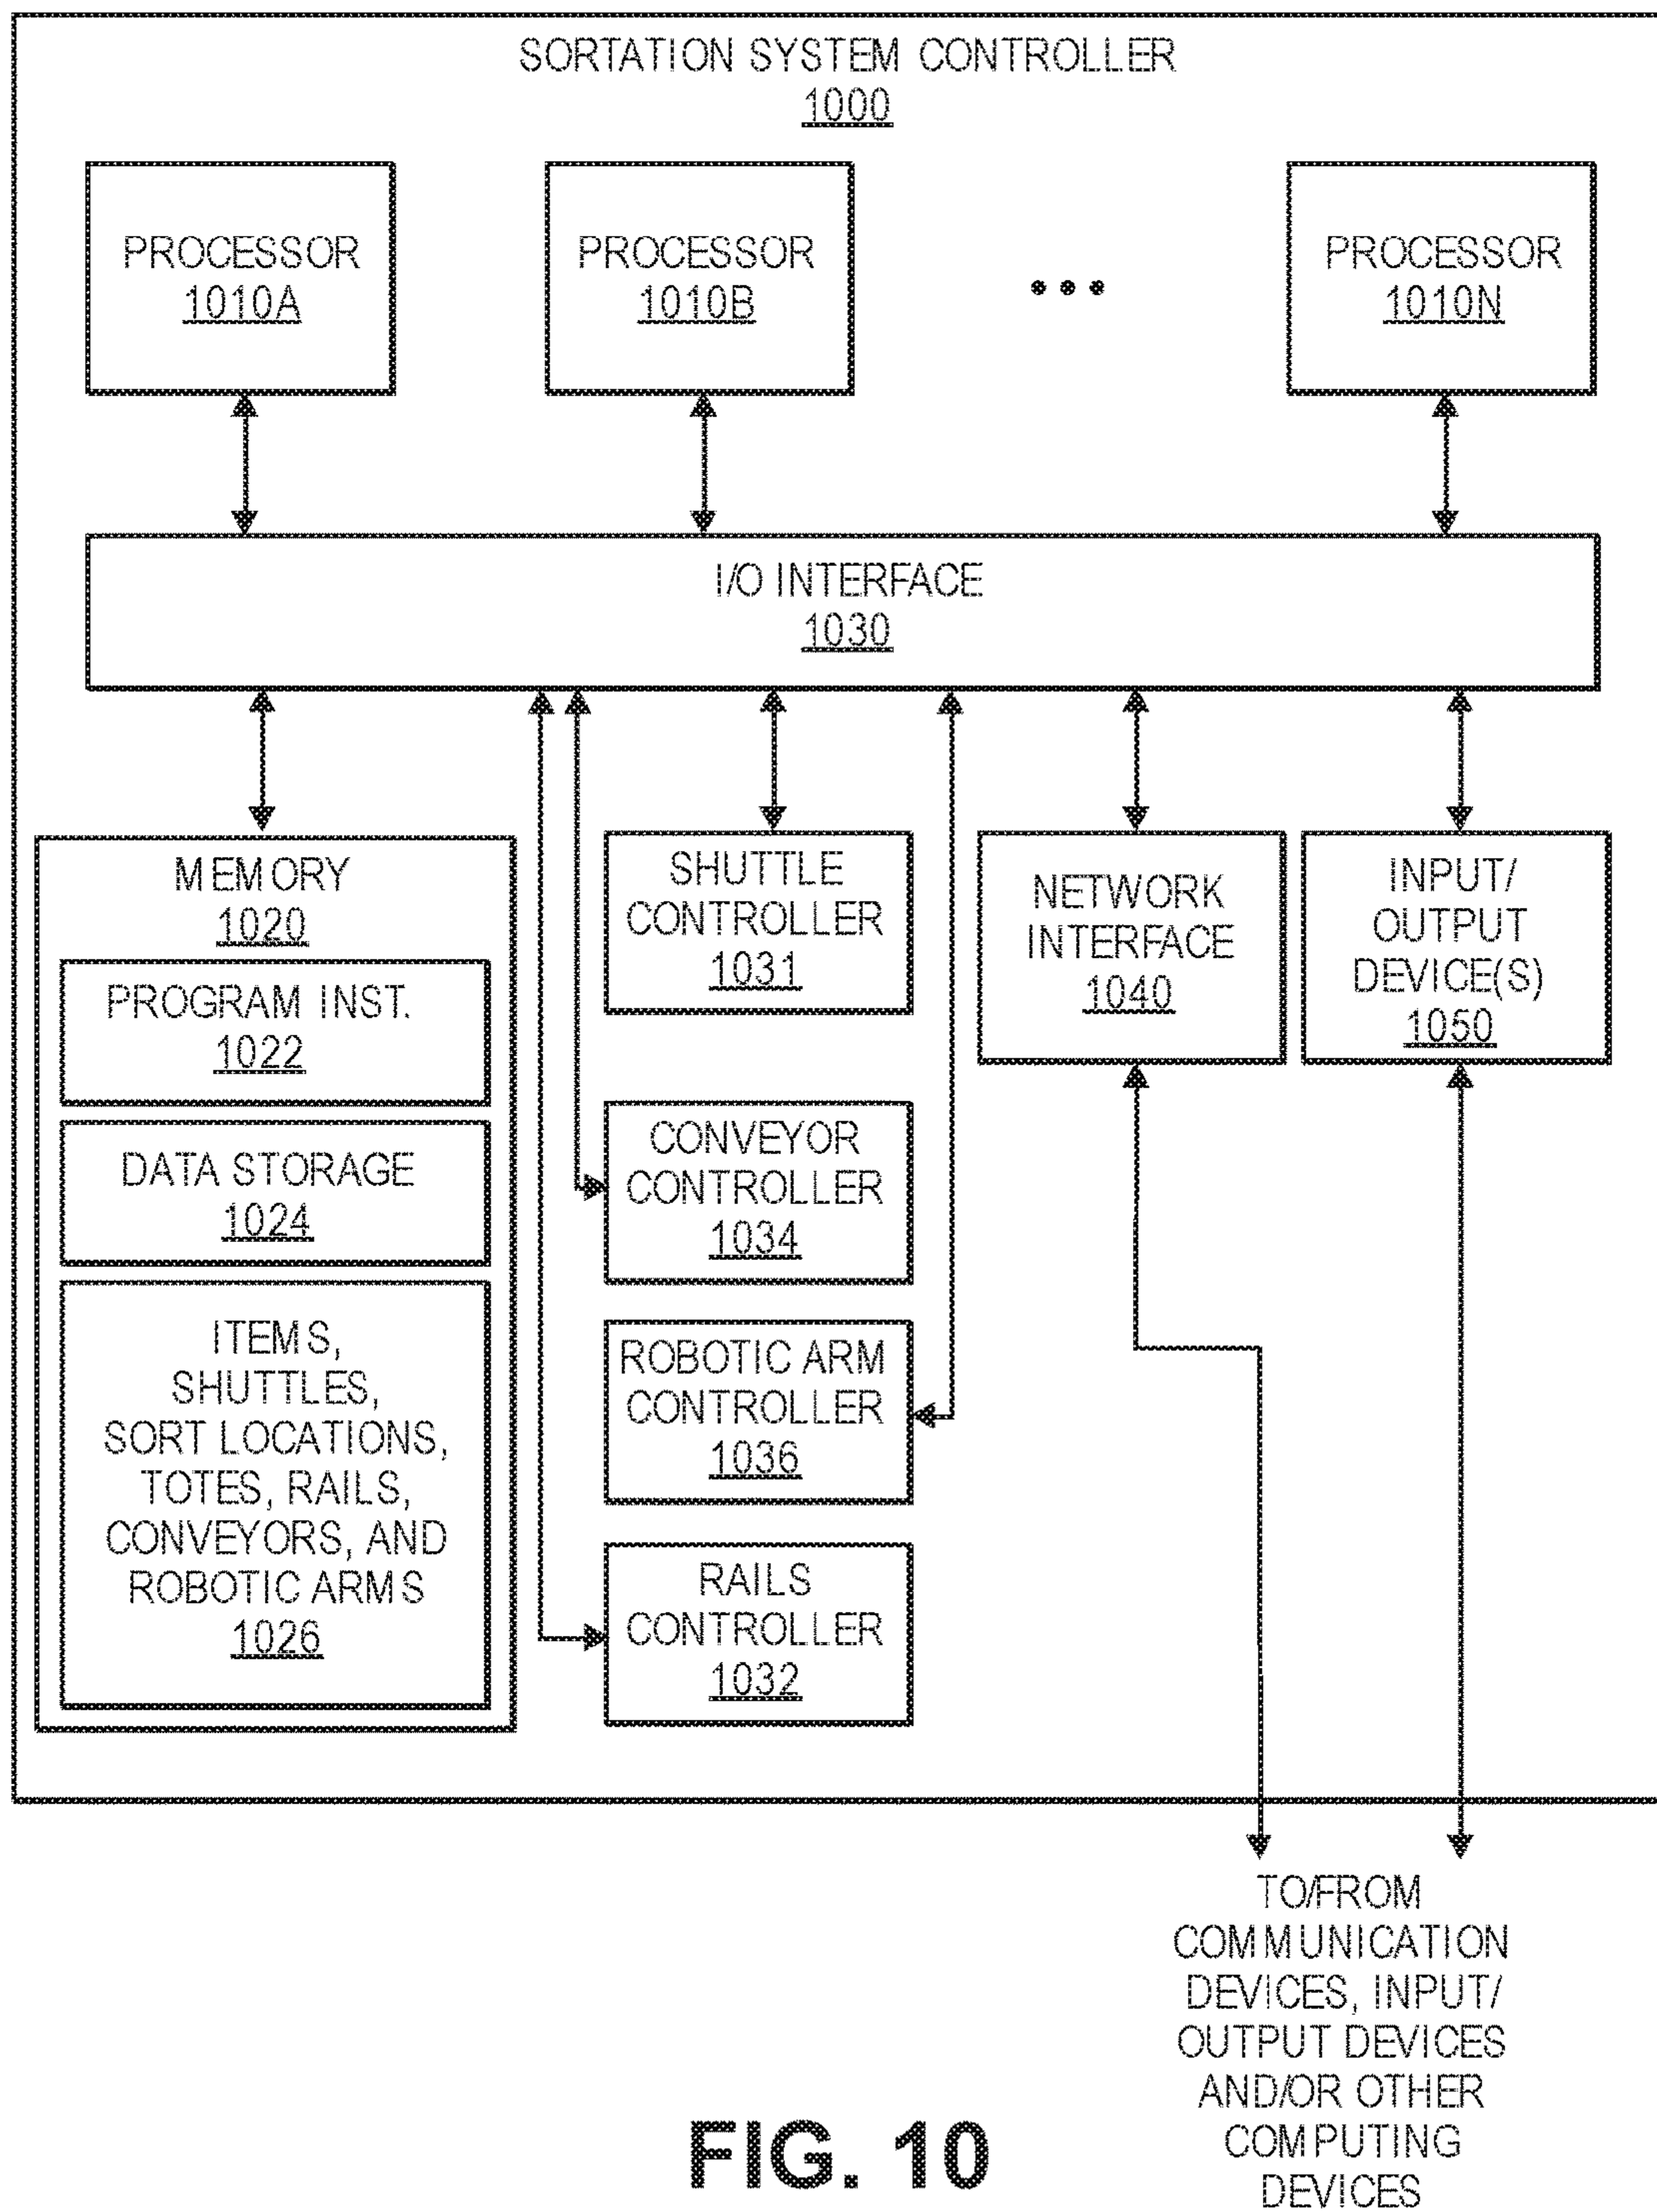 SORTATION SYSTEM CONTROLLER
1000
PROCESSOR
1010A
PROCESSOR
1010B
PROCESSOR
1010N
I/O INTERFACE
1030
MEMORY
1020
PROGRAM INST.
1022
DATA STORAGE
1024
ITEMS,
SHUTTLES,
SORT LOCATIONS,
TOTES, RAILS,
CONVEYORS, AND
ROBOTIC ARMS
1026
SHUTTLE
CONTROLLER
1031
CONVEYOR
CONTROLLER
1034
ROBOTIC ARM
CONTROLLER
1036
RAILS
CONTROLLER
1032
NETWORK
INTERFACE
1040
INPUT/
OUTPUT
DEVICE(S)
1050
TO/FROM
COMMUNICATION
DEVICES, INPUT/
OUTPUT DEVICES
AND/OR OTHER
COMPUTING
DEVICES
FIG. 10